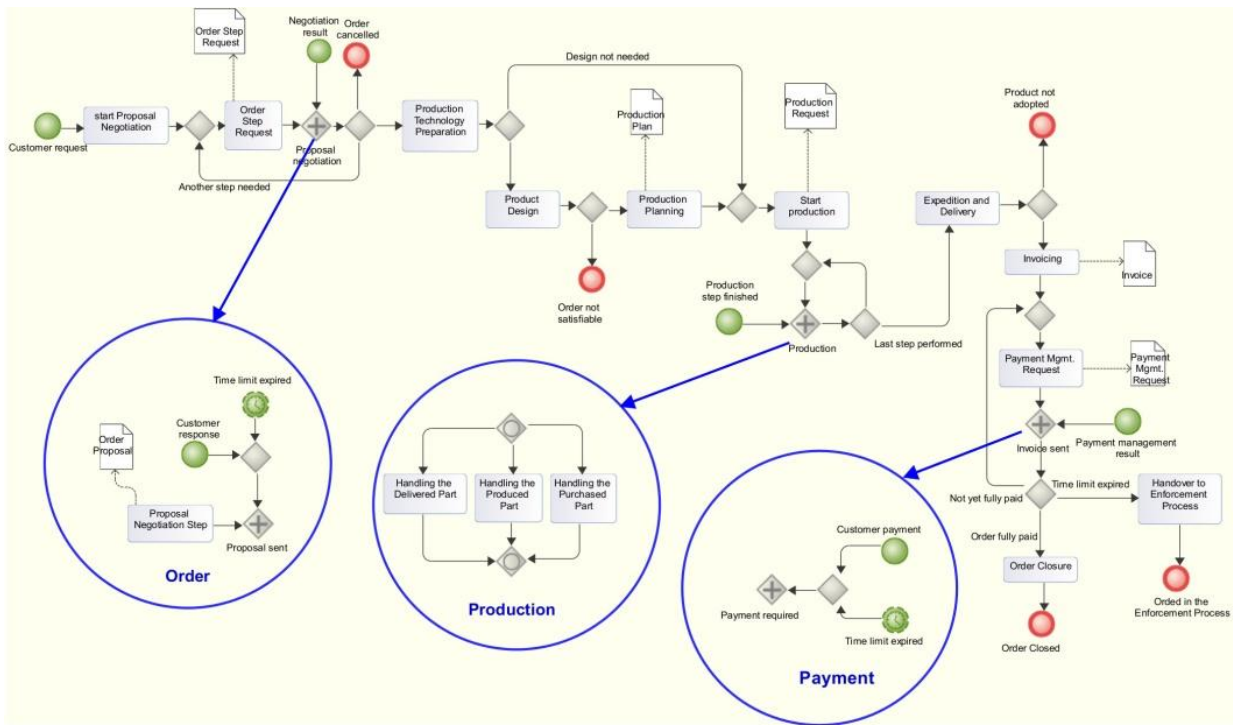 Order Step
Request
Negotiation
result
Order
cancelled
Design not needed
start Proposal
Negotiation
Order
Step
Request
Production
Technology
Preparation
Production
Plan
Production
Request
Product not
adopted
Customer request
Proposal
negotiation
Another step needed
Product
Design
Production
Planning
Start
production
Expedition and
Delivery
Invoicing
Invoice
Order not
satisfiable
Production
step finished
Production
Last step performed
Payment Mgmt.
Request
Payment
Mgmt.
Request
Invoice sent
Payment management
result
Not yet fully paid
Time limit expired
Handover to
Enforcement
Process
Order fully paid
Order Closure
Order Closed
Orded in the
Enforcement Process
Time limit expired
Customer
response
Order
Proposal
Proposal
Negotiation Step
Proposal sent
Order
Handling the
Delivered Part
Handling the
Produced
Part
Handling the
Purchased
Part
Production
Customer payment
Payment required
Time limit expired
Payment